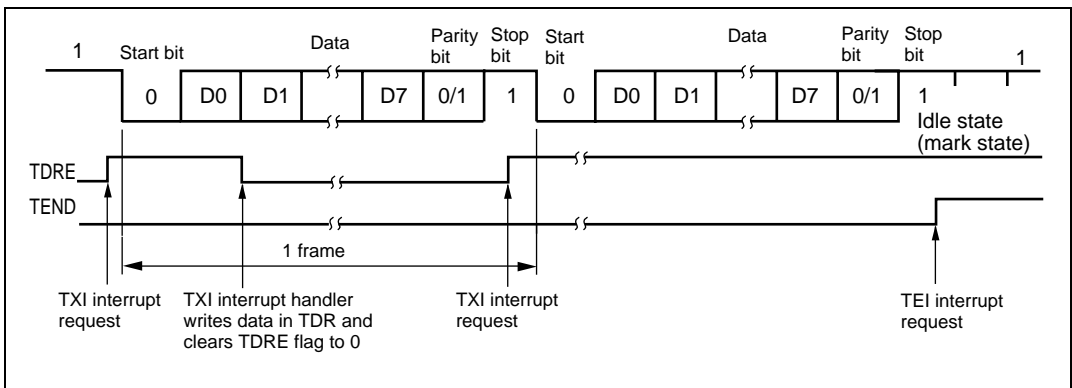 1 Start bit Data Parity bit Stop bit Start bit Data Parity bit Stop bit 1
0 D0 D1 D7 0/1 1 0 D0 D1 D7 0/1 1
Idle state
(mark state)
TDRE
TEND
1 frame
TXI interrupt
request
TXI interrupt handler
writes data in TDR and
clears TDRE flag to 0
TXI interrupt
request
TEI interrupt
request